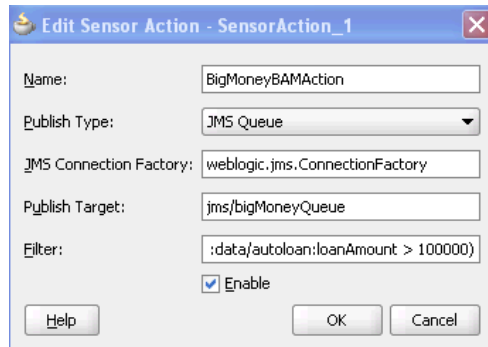 Edit Sensor Action - SensorAction_1
Name: BigMoneyBAMAction
Publish Type: JMS Queue
JMS Connection Factory: weblogic.jms.ConnectionFactory
Publish Target: jms/bigMoneyQueue
Filter: :data/autoloan:loanAmount > 100000)
Enable
Help OK Cancel